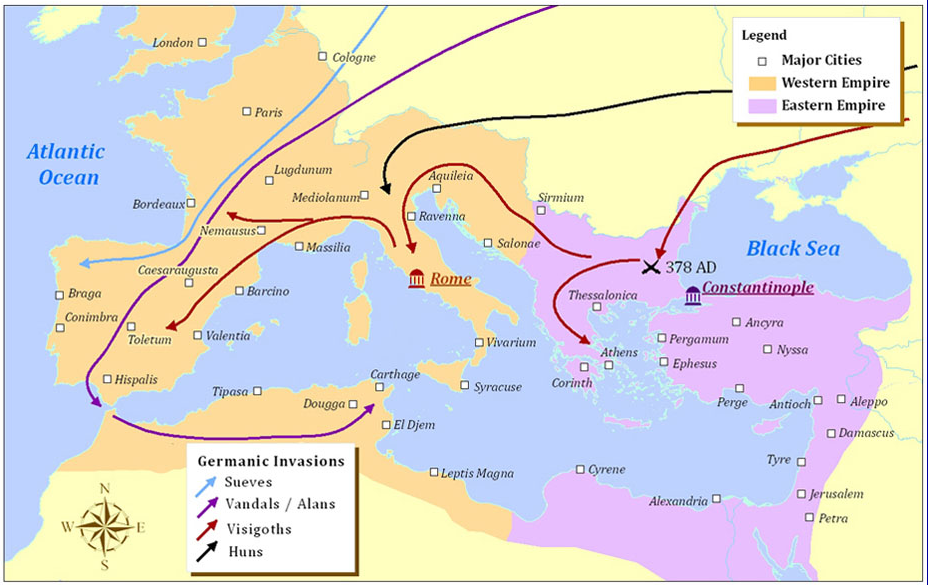 London
Cologne
Paris
Atlantic
Ocean
Lugdunum
Mediolanum
Bordeaux
Nemausus
Massilia
Aquileia
Ravenna
Salonae
Sirmium
Legend
Major Cities
Western Empire
Eastern Empire
Black Sea
378 AD
Constantinople
Rome
Caesaraugusta
Braga
Barcino
Conimbra
Toletum
Valentia
Hispalis
Thessalonica
Ancyra
Pergamum
Nyssa
Ephesus
Athens
Corinth
Vivarium
Syracuse
Carthage
Tipasa
Dougga
El Djem
Perge
Antioch
Aleppo
Damascus
Tyre
Jerusalem
Petra
Leptis Magna
Cyrene
Alexandria
Germanic Invasions
Sueves
Vandals / Alans
Visigoths
Huns
N
W
E
S